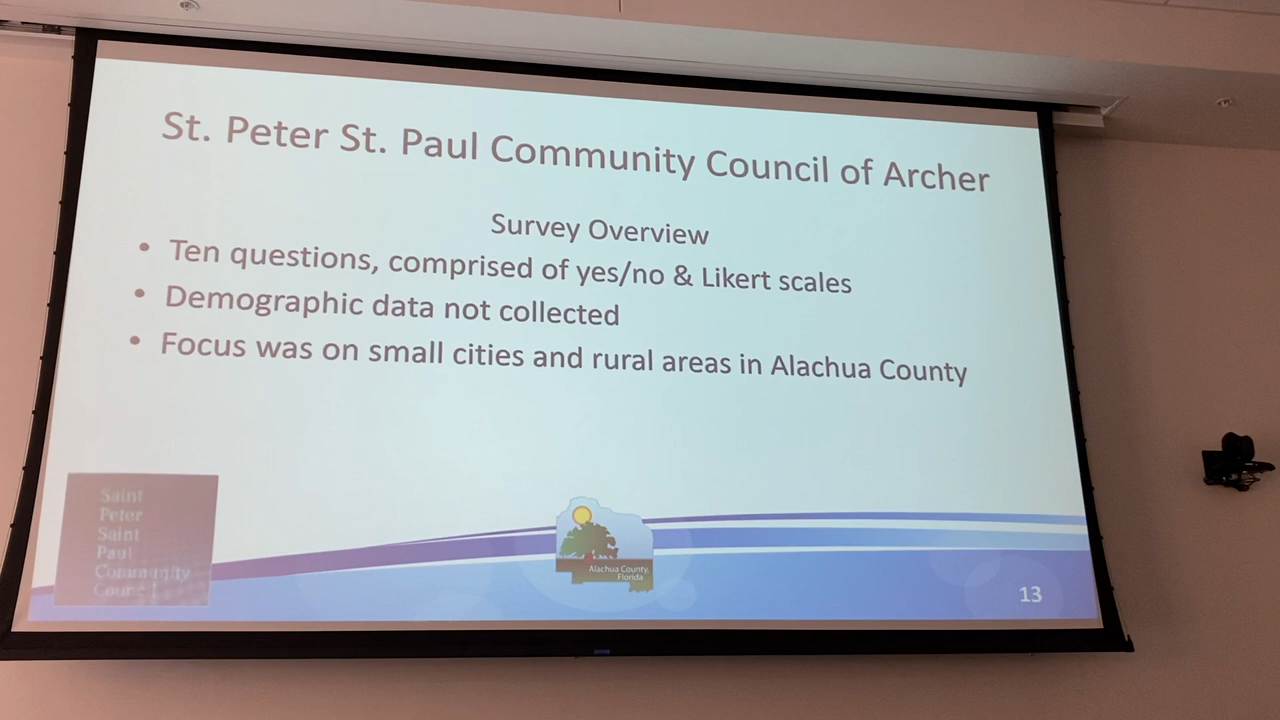 St. Peter St. Paul Community Council of Archer
Survey Overview
• Ten questions, comprised of yes/no & Likert scales
• Demographic data not collected
• Focus was on small cities and rural areas in Alachua County
Saint
Peter
Saint
Paul
Community
Council
Alachua County,
Florida
13